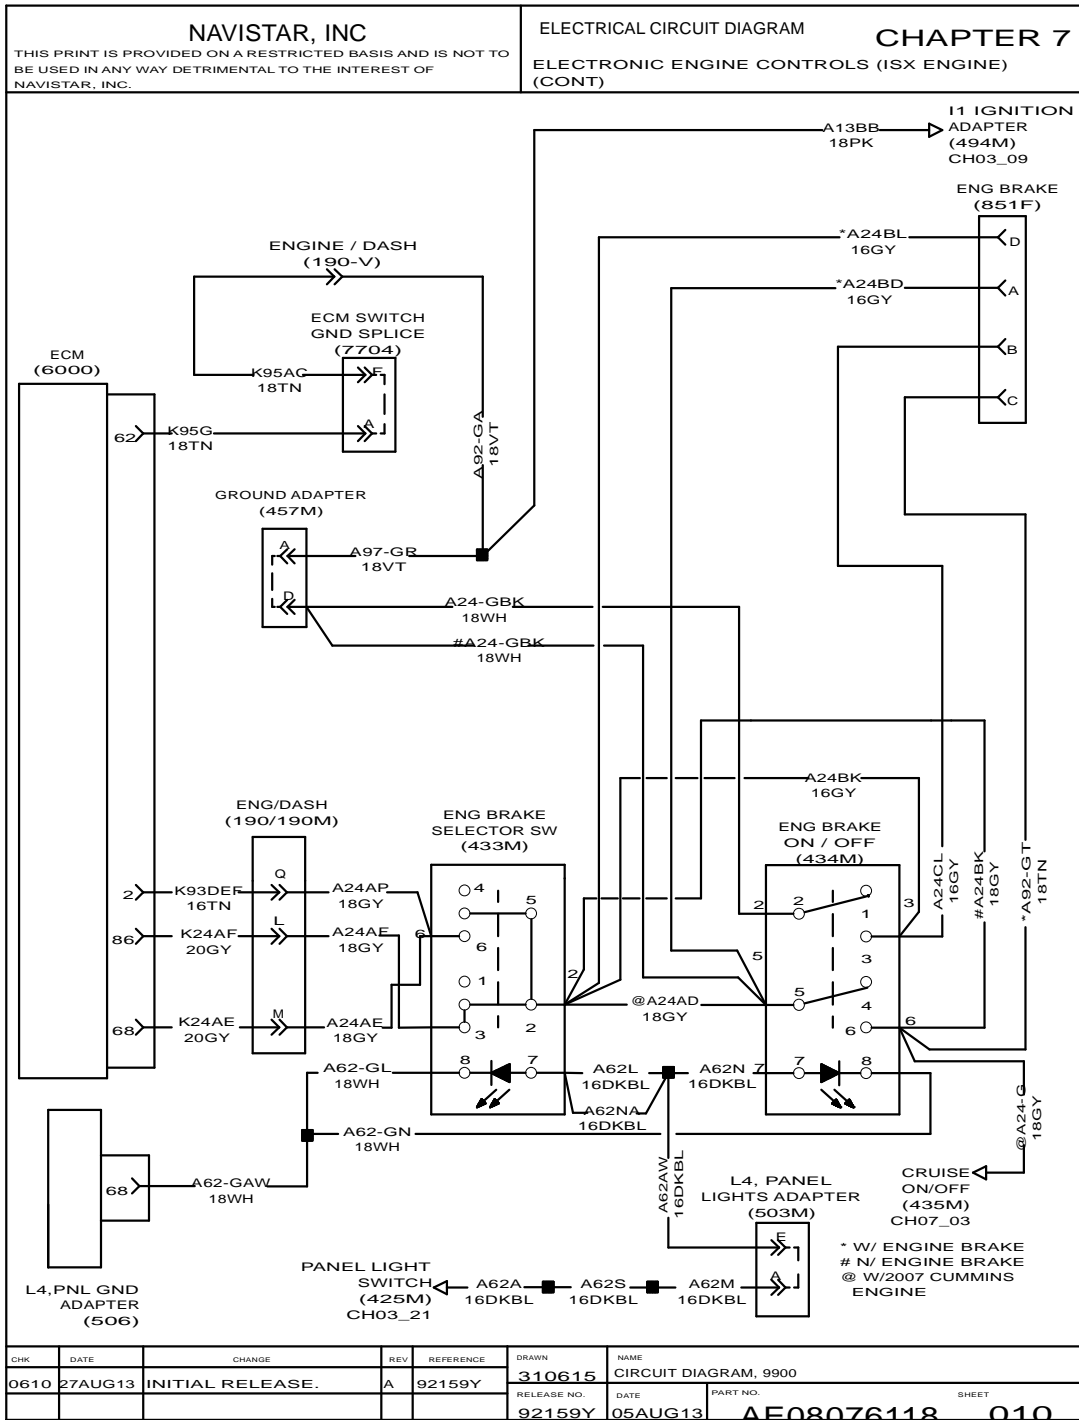 NAVISTAR, INC
THIS PRINT IS PROVIDED ON A RESTRICTED BASIS AND IS NOT TO
BE USED IN ANY WAY DETRIMENTAL TO THE INTEREST OF
NAVISTAR, INC.
ELECTRICAL CIRCUIT DIAGRAM
CHAPTER 7
ELECTRONIC ENGINE CONTROLS (ISX ENGINE)
(CONT)
A13BB
18PK
I1 IGNITION
ADAPTER
(494M)
CH03_09
ENG BRAKE
(851F)
*A24BL
16GY
D
*A24BD
16GY
A
B
C
ENGINE / DASH
(190-V)
ECM SWITCH
GND SPLICE
(7704)
K95AC
18TN
F
A
ECM
(6000)
62
K95G
18TN
A92-GA
18VT
GROUND ADAPTER
(457M)
A
A97-GR
18VT
D
A24-GBK
18WH
#A24-GBK
18WH
A24BK
16GY
ENG/DASH
(190/190M)
ENG BRAKE
SELECTOR SW
(433M)
ENG BRAKE
ON / OFF
(434M)
A24CL
16GY
#A24BK
18GY
*A92-GT
18TN
2
K93DEF
16TN
Q
A24AP
18GY
86
K24AF
20GY
L
A24AF
18GY
68
K24AE
20GY
M
A24AE
18GY
6
4
5
6
1
3
2
8
7
2
@A24AD
18GY
2
2
1
3
3
5
5
4
6
6
7
7
8
A62-GL
18WH
A62L
16DKBL
A62N
16DKBL
A62NA
16DKBL
A62-GN
18WH
@A24-G
18GY
68
A62-GAW
18WH
A62AW
16DKBL
L4, PANEL
LIGHTS ADAPTER
(503M)
E
A
CRUISE
ON/OFF
(435M)
CH07_03
* W/ ENGINE BRAKE
# N/ ENGINE BRAKE
@ W/2007 CUMMINS
ENGINE
L4,PNL GND
ADAPTER
(506)
PANEL LIGHT
SWITCH
(425M)
CH03_21
A62A
16DKBL
A62S
16DKBL
A62M
16DKBL
CHK DATE CHANGE REV REFERENCE
0610 27AUG13 INITIAL RELEASE. A 92159Y
DRAWN
310615
NAME
CIRCUIT DIAGRAM, 9900
RELEASE NO.
92159Y
DATE
05AUG13
PART NO.
AE08076118
SHEET
010